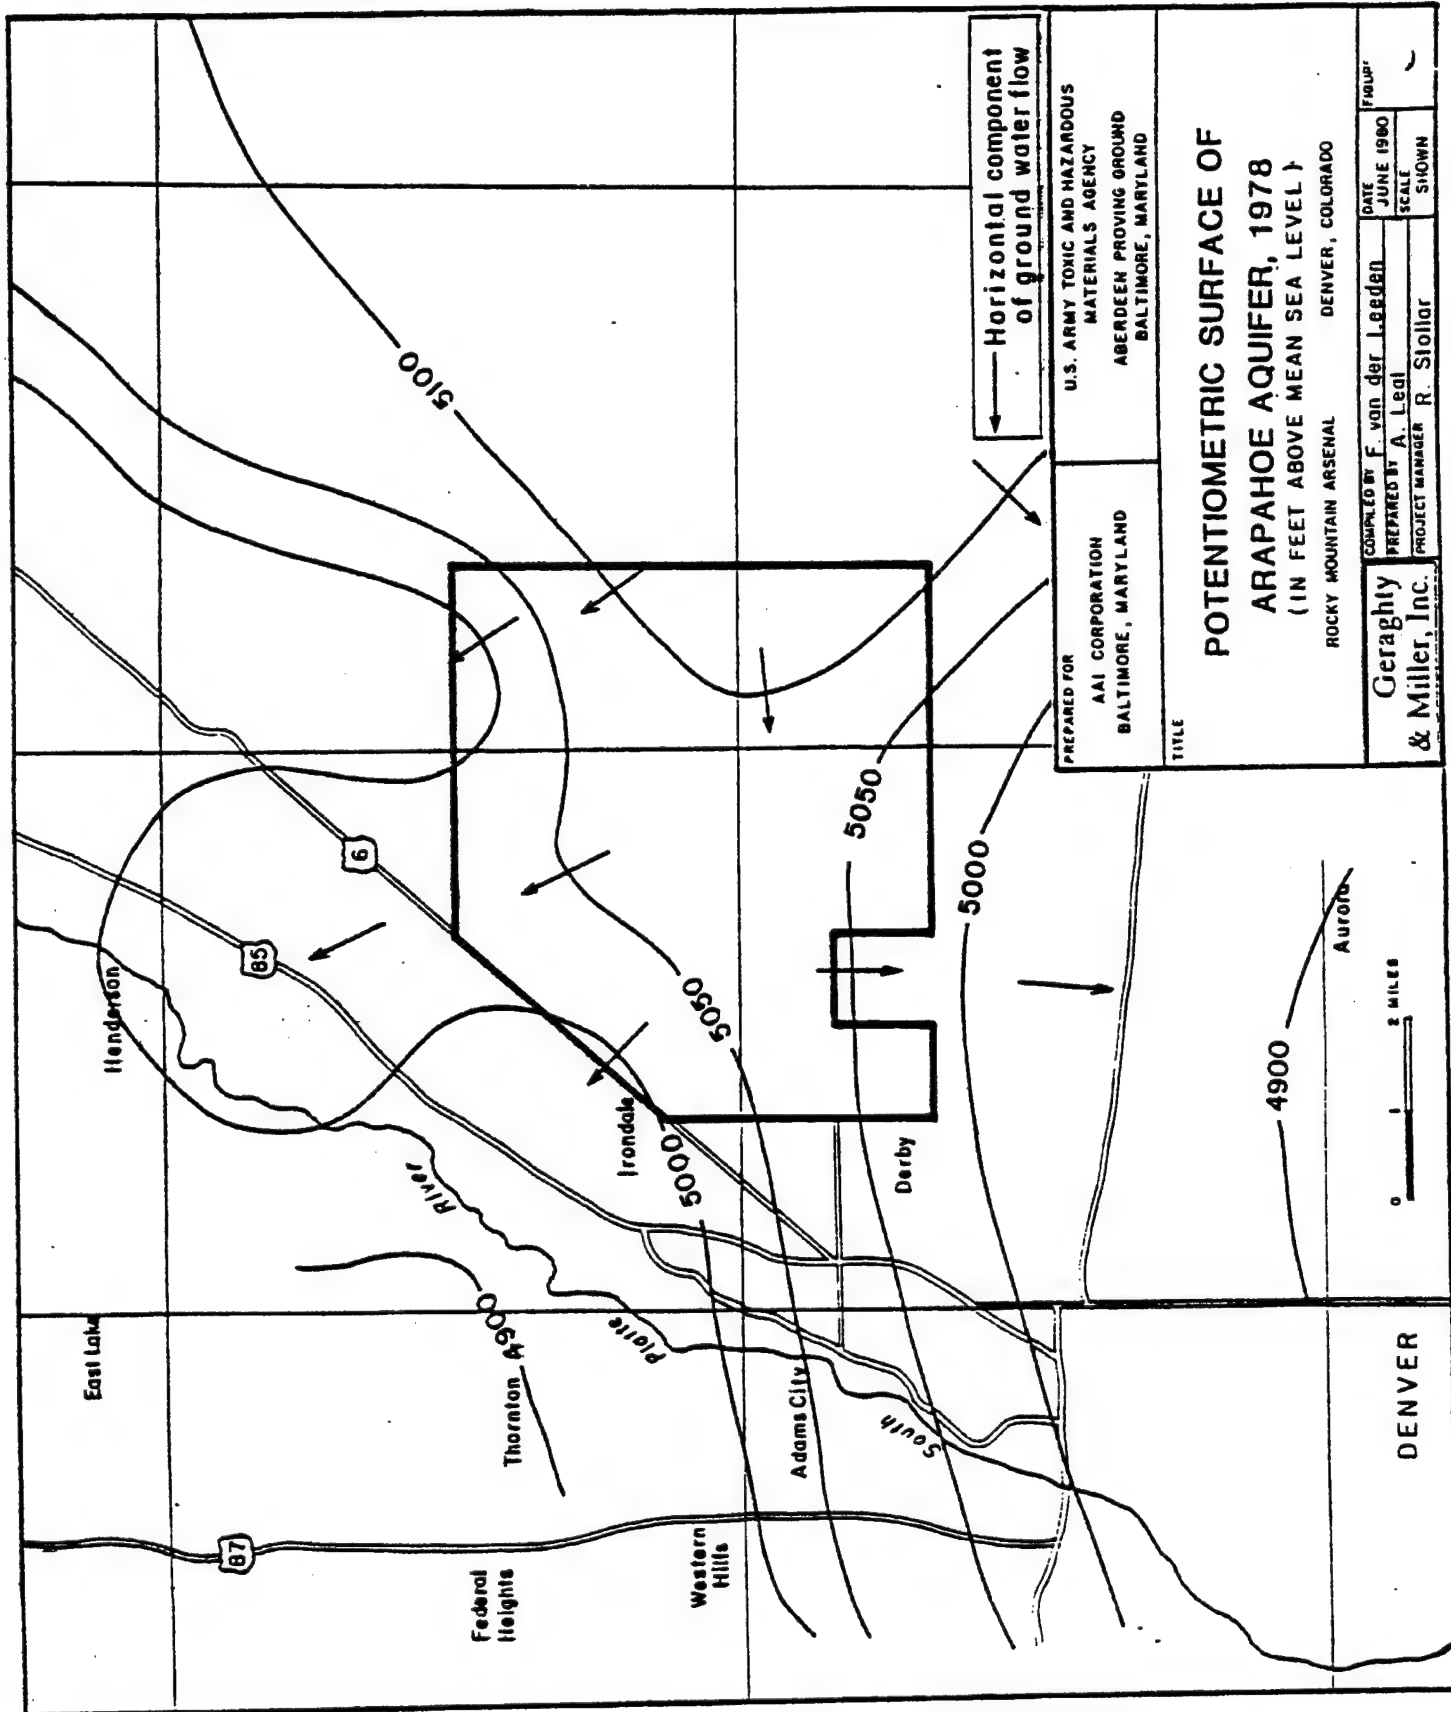 East Lake
Henderson
87
85
6
Federal
Heights
Thornton
4900
River
Platte
South
Irondale
5000
5050
5100
Western
Hills
Adams City
Derby
5050
5000
4900
Aurora
DENVER
0 1 2 MILES
Horizontal component
of ground water flow
PREPARED FOR
AAI CORPORATION
BALTIMORE, MARYLAND
U.S. ARMY TOXIC AND HAZARDOUS
MATERIALS AGENCY
ABERDEEN PROVING GROUND
BALTIMORE, MARYLAND
TITLE
POTENTIOMETRIC SURFACE OF
ARAPAHOE AQUIFER, 1978
(IN FEET ABOVE MEAN SEA LEVEL)
ROCKY MOUNTAIN ARSENAL DENVER, COLORADO
Geraghty
& Miller, Inc.
COMPILED BY F. van der Leeden
PREPARED BY A. Leal
PROJECT MANAGER R. Stollar
DATE
JUNE 1980
SCALE
SHOWN